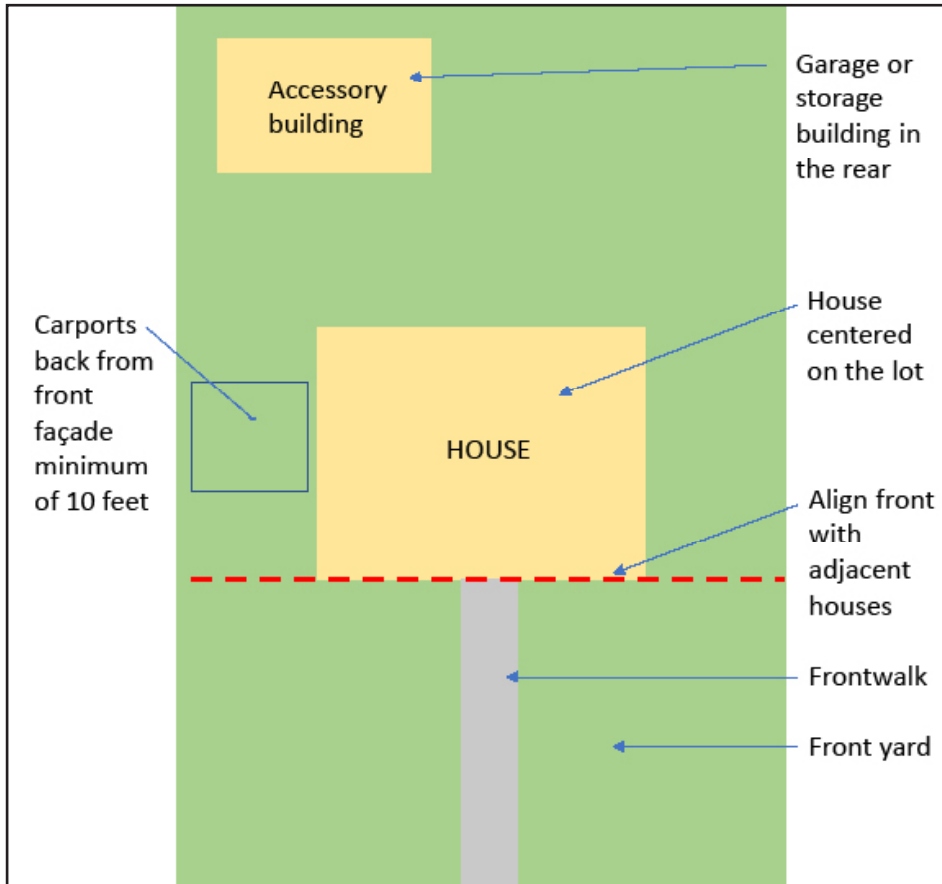 Accessory
building
Garage or
storage
building in
the rear
Carports
back from
front
façade
minimum
of 10 feet
House
centered
on the lot
HOUSE
Align front
with
adjacent
houses
Frontwalk
Front yard